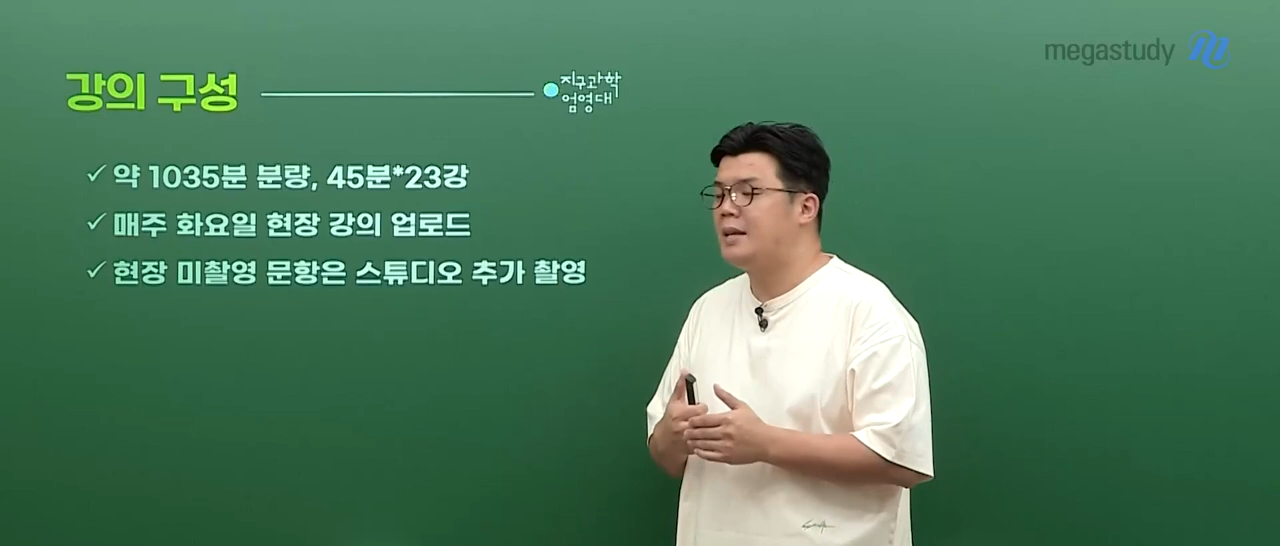 megastudy
강의 구성
지구과학
엄영대
약 1035분 분량, 45분*23강
매주 화요일 현장 강의 업로드
현장 미촬영 문항은 스튜디오 추가 촬영